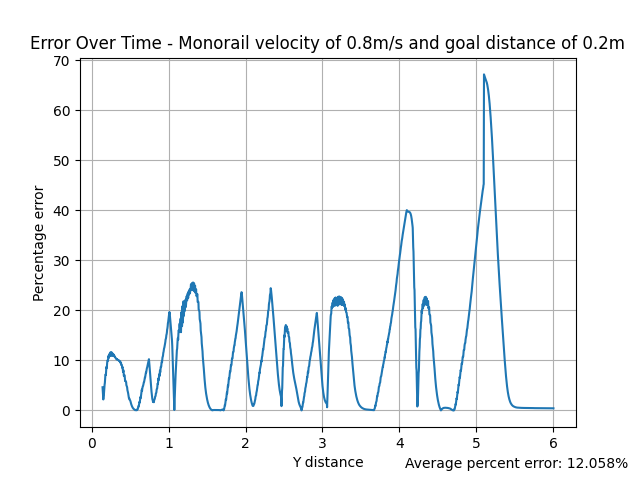 Error Over Time - Monorail velocity of 0.8m/s and goal distance of 0.2m
70
60
50
40
30
20
10
0
Percentage error
0 1 2 3 4 5 6
Y distance
Average percent error: 12.058%